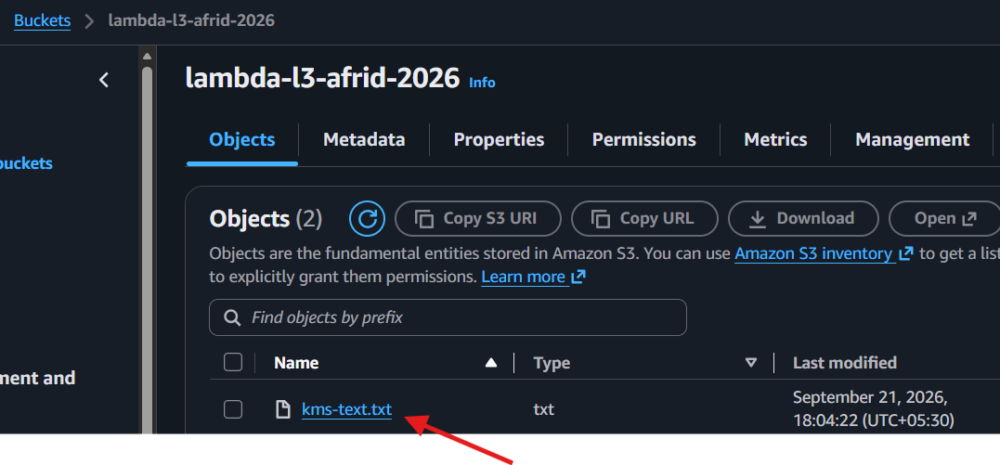 Buckets > lambda-l3-afrid-2026
lambda-l3-afrid-2026 Info
buckets
Objects Metadata Properties Permissions Metrics Management
Objects (2) Copy S3 URI Copy URL Download Open
Objects are the fundamental entities stored in Amazon S3. You can use Amazon S3 inventory to get a list
to explicitly grant them permissions. Learn more
Find objects by prefix
Name Type Last modified
ment and
kms-text.txt txt September 21, 2026,
18:04:22 (UTC+05:30)